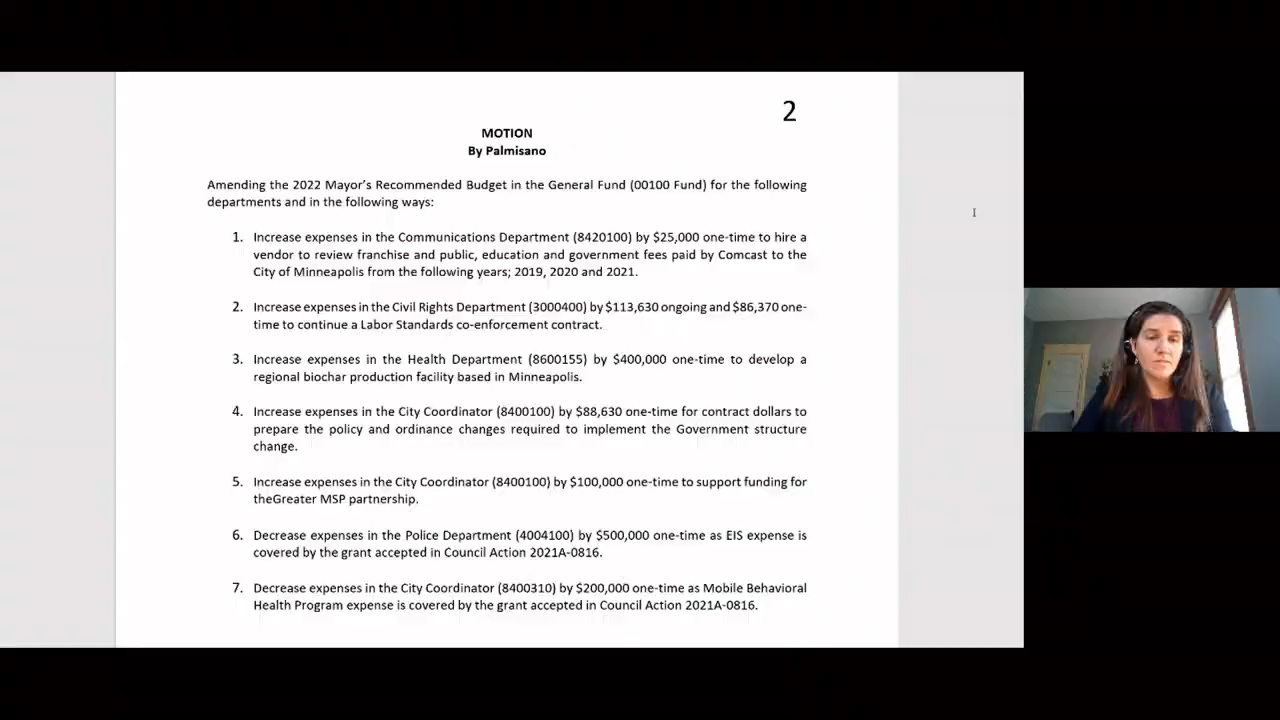 2
MOTION
By Palmisano
Amending the 2022 Mayor's Recommended Budget in the General Fund (00100 Fund) for the following
departments and in the following ways:
1. Increase expenses in the Communications Department (8420100) by $25,000 one-time to hire a
vendor to review franchise and public, education and government fees paid by Comcast to the
City of Minneapolis from the following years; 2019, 2020 and 2021.
2. Increase expenses in the Civil Rights Department (3000400) by $113,630 ongoing and $86,370 one-
time to continue a Labor Standards co-enforcement contract.
3. Increase expenses in the Health Department (8600155) by $400,000 one-time to develop a
regional biochar production facility based in Minneapolis.
4. Increase expenses in the City Coordinator (8400100) by $88,630 one-time for contract dollars to
prepare the policy and ordinance changes required to implement the Government structure
change.
5. Increase expenses in the City Coordinator (8400100) by $100,000 one-time to support funding for
theGreater MSP partnership.
6. Decrease expenses in the Police Department (4004100) by $500,000 one-time as EIS expense is
covered by the grant accepted in Council Action 2021A-0816.
7. Decrease expenses in the City Coordinator (8400310) by $200,000 one-time as Mobile Behavioral
Health Program expense is covered by the grant accepted in Council Action 2021A-0816.